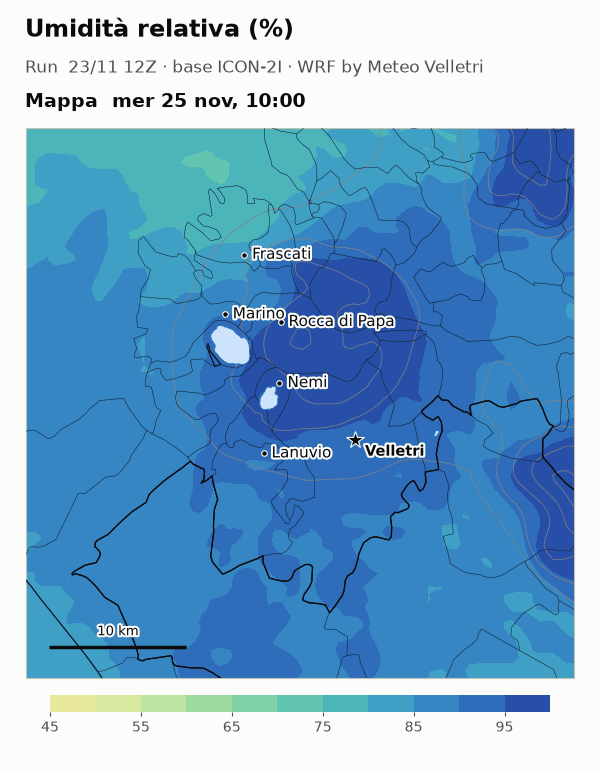 Umidità relativa (%)
Run  23/11 12Z · base ICON-2I · WRF by Meteo Velletri
Mappa  mer 25 nov, 10:00
Frascati
Marino
Rocca di Papa
Nemi
Velletri
Lanuvio
10 km
45 55 65 75 85 95